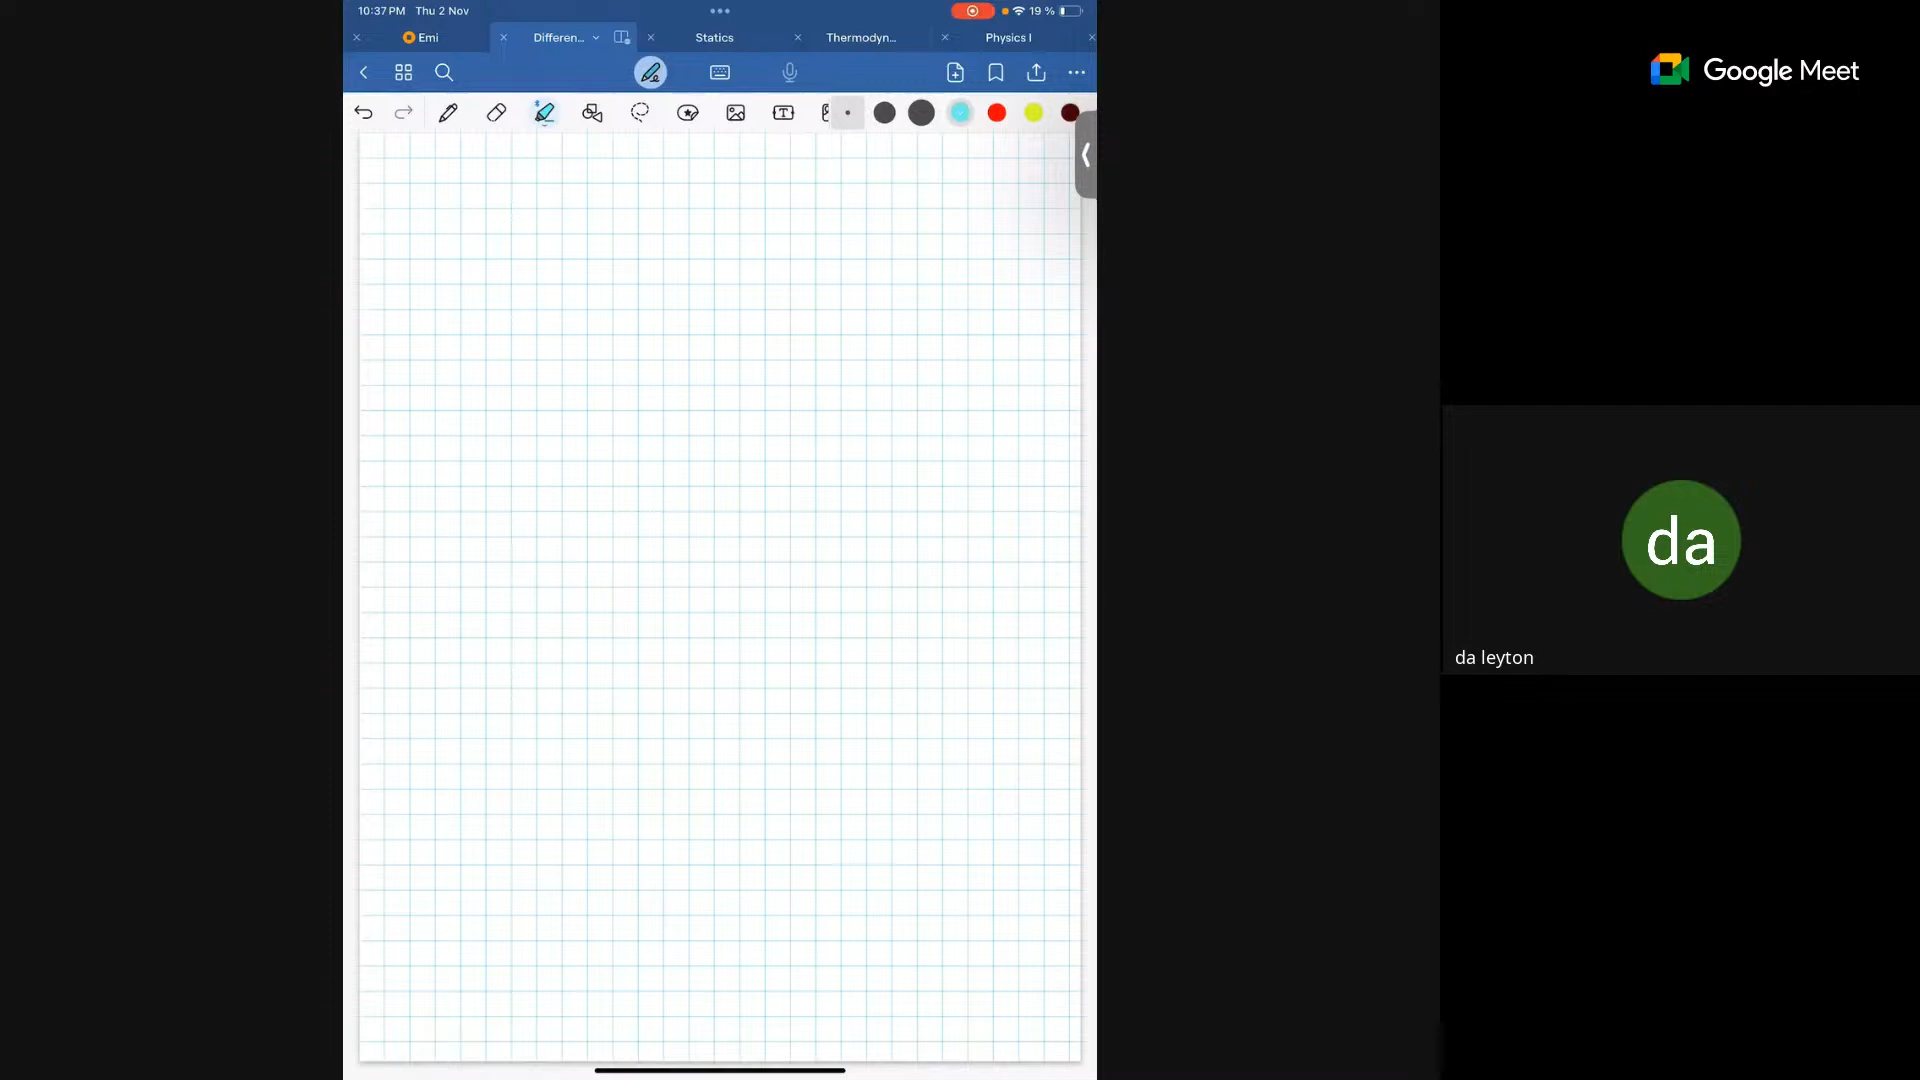 10:37 PM Thu 2 Nov
19 %
Emi
Differen...
Statics
Thermodyn...
Physics I
T
Google Meet
da
da leyton